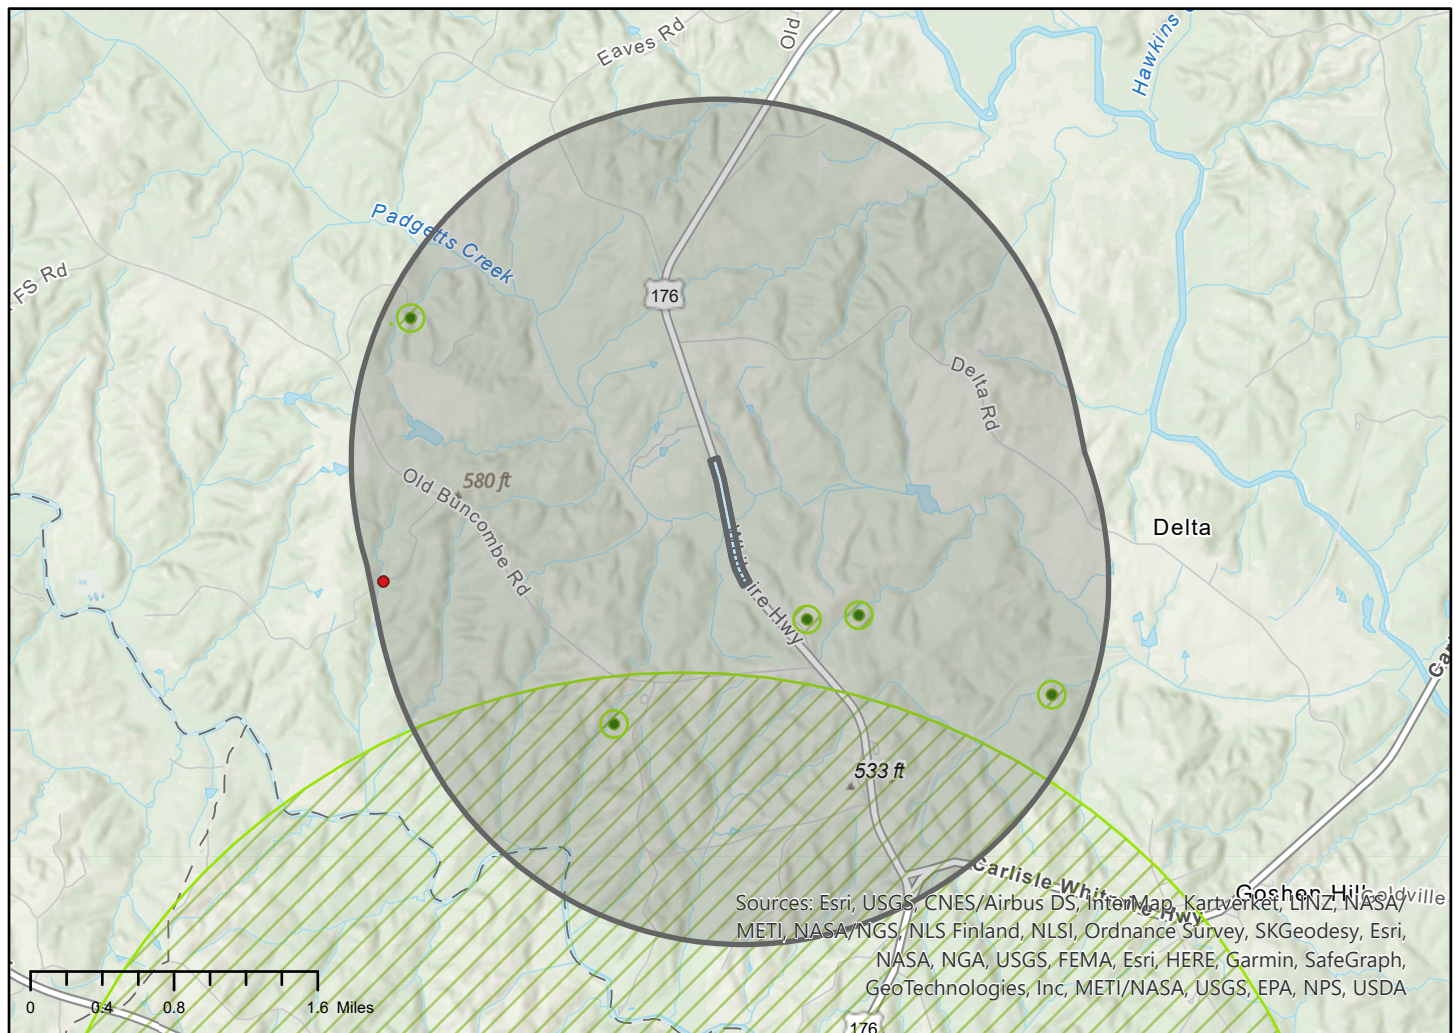 Eaves Rd
Old
Hawkins
Padgetts Creek
FS Rd
176
Delta Rd
Old Buncombe Rd
580 ft
Delta
Hwy
533 ft
Carlisle-Whitmire Hwy
Goshen Hill
Goldville
Sources: Esri, USGS, CNES/Airbus DS, InterMap, Kartverket, LINZ, NASA/
METI, NASA/NGS, NLS Finland, NLSI, Ordnance Survey, SKGeodesy, Esri,
NASA, NGA, USGS, FEMA, Esri, HERE, Garmin, SafeGraph,
GeoTechnologies, Inc, METI/NASA, USGS, EPA, NPS, USDA
0 0.4 0.8 1.6 Miles
176